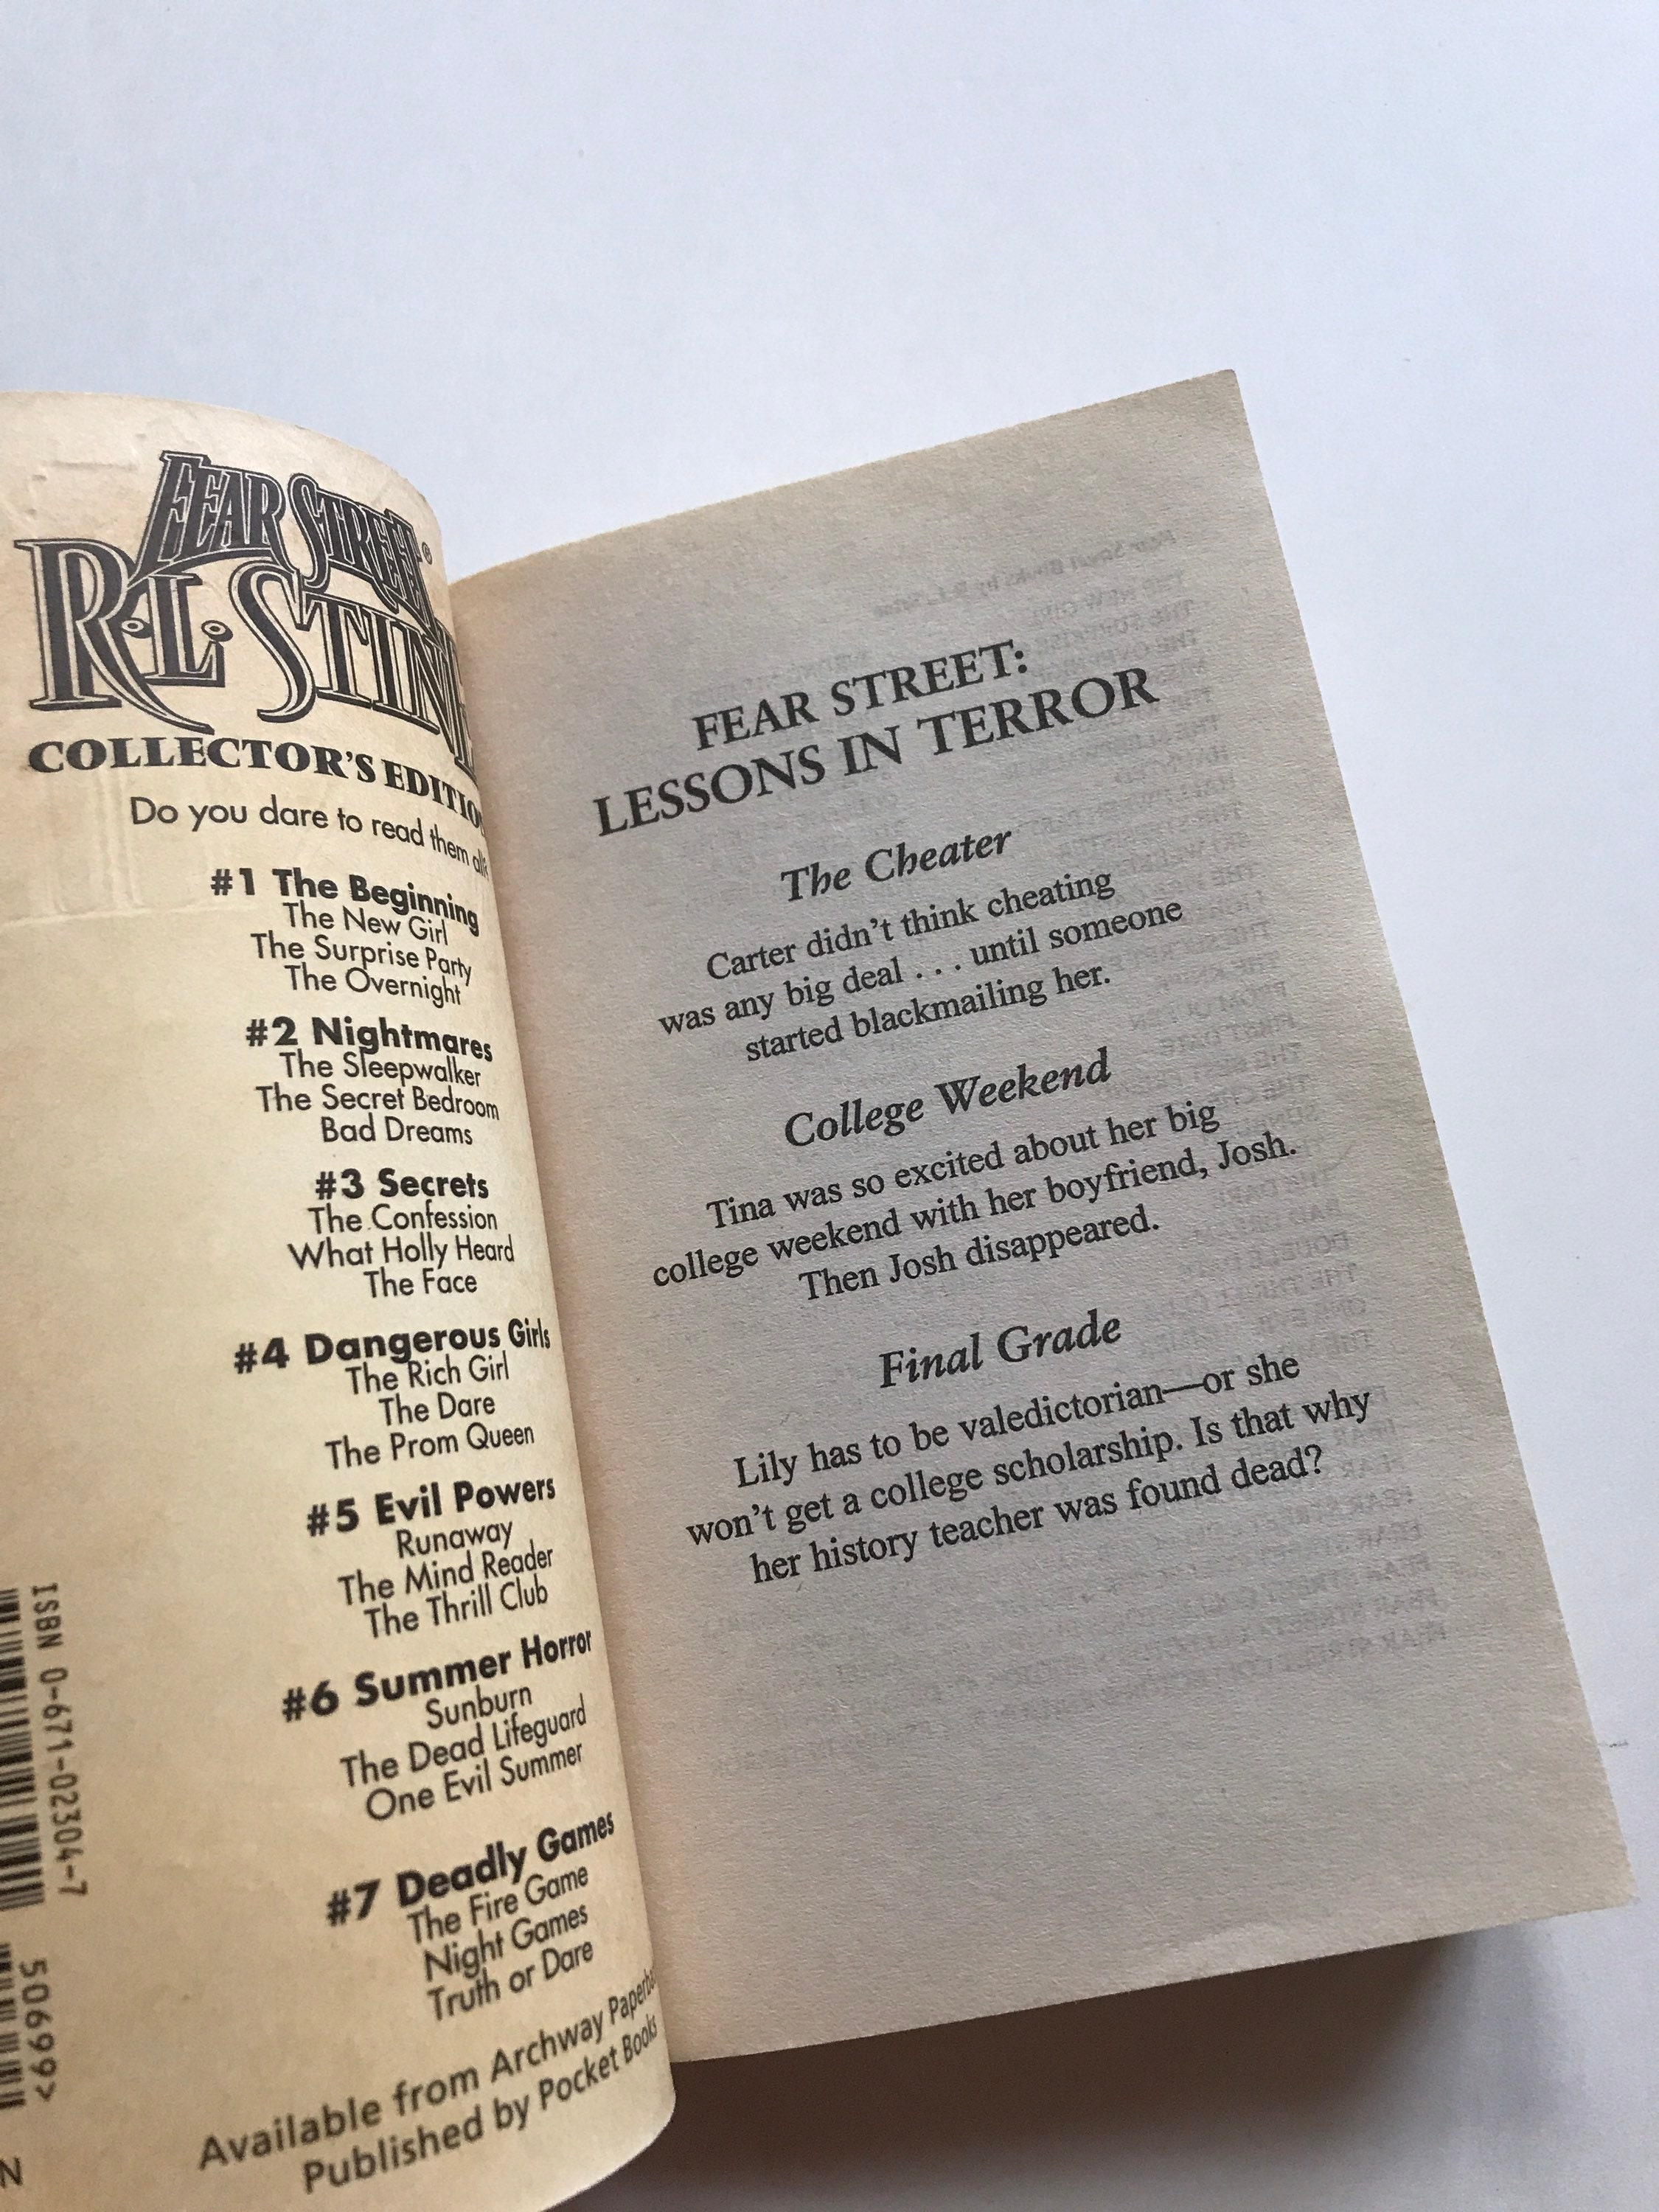 FEAR STREET®
R.L. STINE
COLLECTOR'S EDITION
Do you dare to read them all?
#1 The Beginning
The New Girl
The Surprise Party
The Overnight
#2 Nightmares
The Sleepwalker
The Secret Bedroom
Bad Dreams
#3 Secrets
The Confession
What Holly Heard
The Face
#4 Dangerous Girls
The Rich Girl
The Dare
The Prom Queen
#5 Evil Powers
Runaway
The Mind Reader
The Thrill Club
#6 Summer Horror
Sunburn
The Dead Lifeguard
One Evil Summer
#7 Deadly Games
The Fire Game
Night Games
Truth or Dare
Available from Archway
Published by Pocket Books
ISBN 0-671-02304-7
50699>
FEAR STREET:
LESSONS IN TERROR
The Cheater
Carter didn't think cheating
was any big deal . . . until someone
started blackmailing her.
College Weekend
Tina was so excited about her big
college weekend with her boyfriend, Josh.
Then Josh disappeared.
Final Grade
Lily has to be valedictorian—or she
won't get a college scholarship. Is that why
her history teacher was found dead?